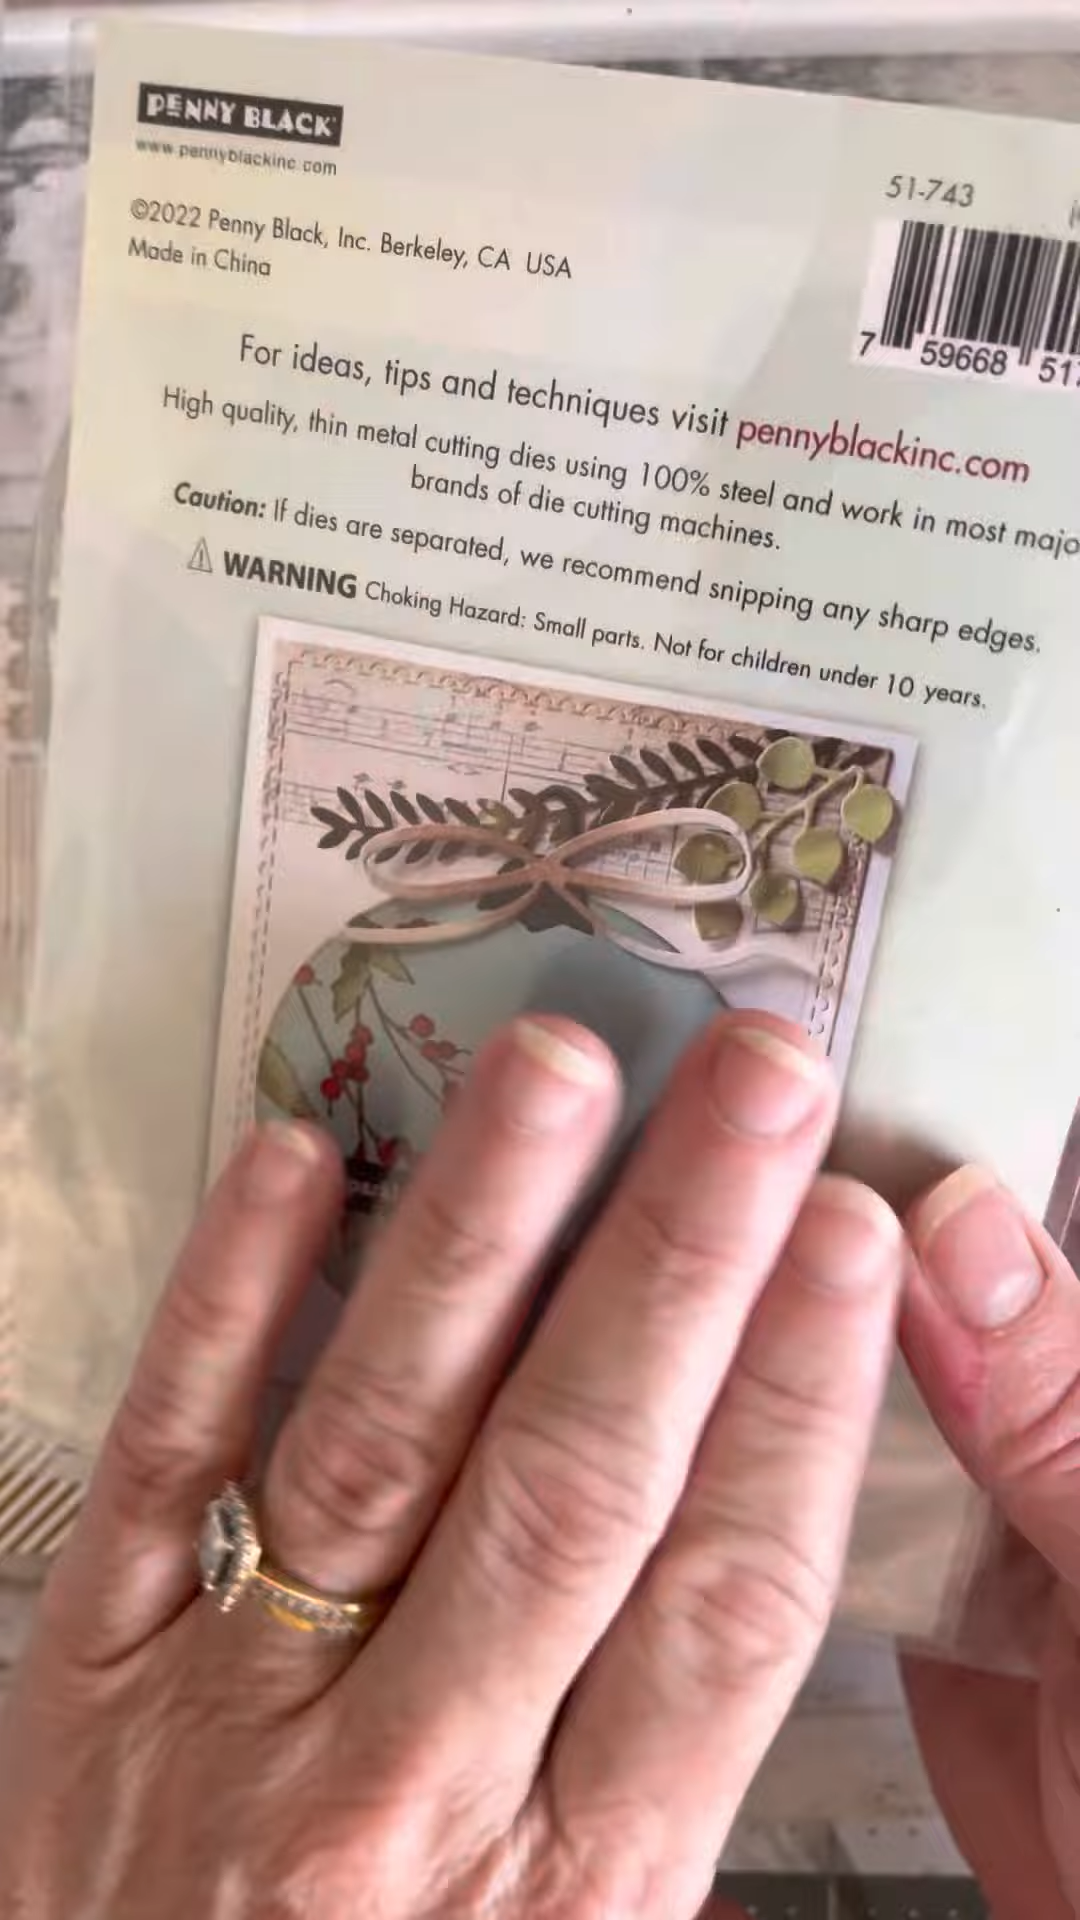 PENNY BLACK
www.pennyblackinc.com
51-743
©2022 Penny Black, Inc. Berkeley, CA USA
Made in China
7 59668 517
For ideas, tips and techniques visit pennyblackinc.com
High quality, thin metal cutting dies using 100% steel and work in most majo
brands of die cutting machines.
Caution: If dies are separated, we recommend snipping any sharp edges.
WARNING Choking Hazard: Small parts. Not for children under 10 years.